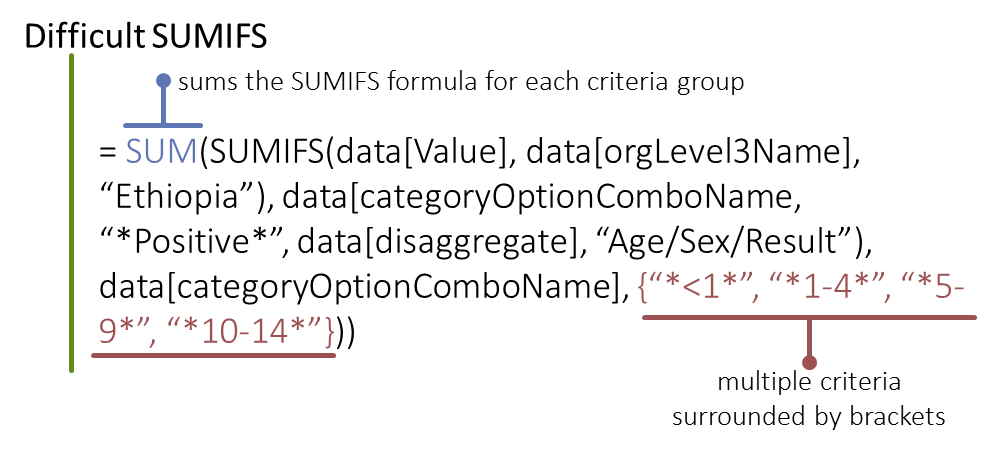 Difficult SUMIFS
sums the SUMIFS formula for each criteria group
= SUM(SUMIFS(data[Value], data[orgLevel3Name],
“Ethiopia”), data[categoryOptionComboName,
“*Positive*”, data[disaggregate], “Age/Sex/Result”),
data[categoryOptionComboName], {“*<1*”, “*1-4*”, “*5-
9*”, “*10-14*”}))
multiple criteria
surrounded by brackets